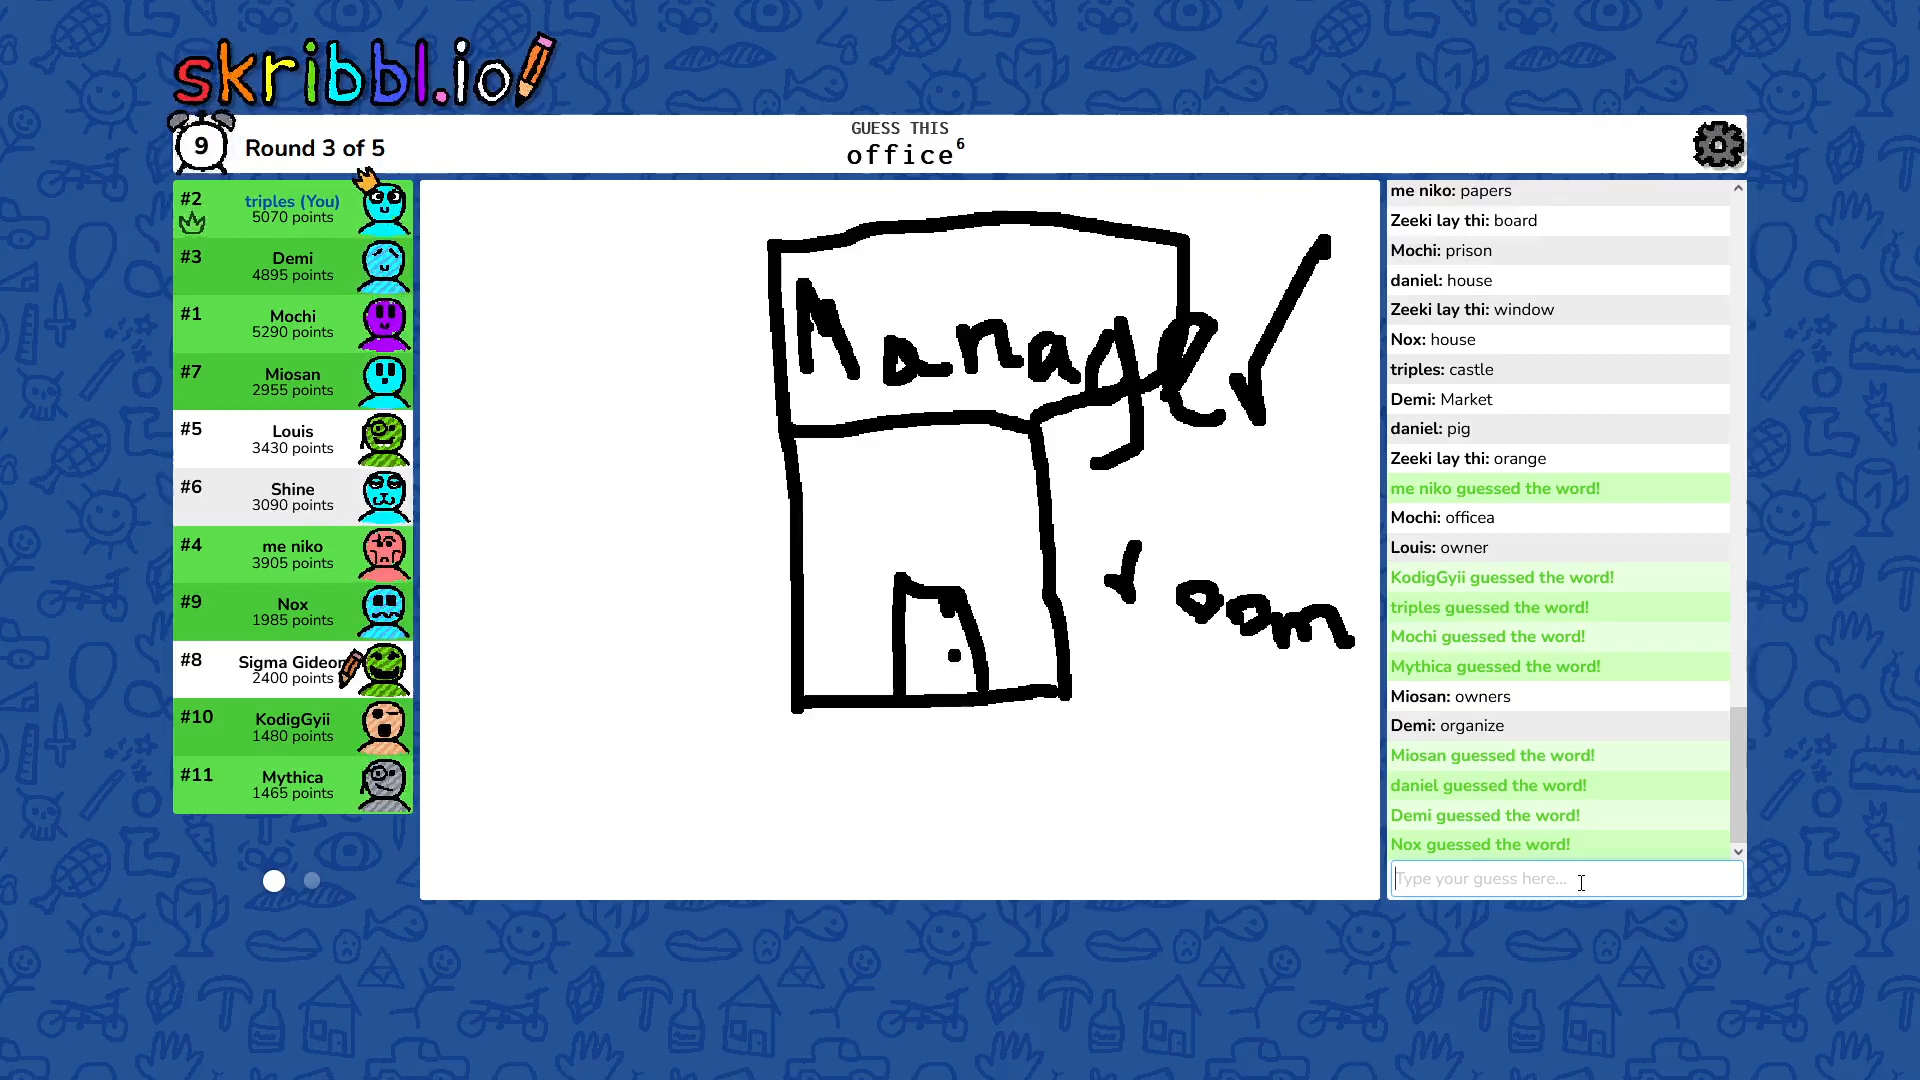 skribbl.io
9
Round 3 of 5
GUESS THIS
office 6
#2
triples (You)
5070 points
#3
Demi
4895 points
#1
Mochi
5290 points
#7
Miosan
2955 points
#5
Louis
3430 points
#6
Shine
3090 points
#4
me niko
3905 points
#9
Nox
1985 points
#8
Sigma Gideon
2400 points
#10
KodigGyii
1480 points
#11
Mythica
1465 points
Manager
room
me niko: papers
Zeeki lay thi: board
Mochi: prison
daniel: house
Zeeki lay thi: window
Nox: house
triples: castle
Demi: Market
daniel: pig
Zeeki lay thi: orange
me niko guessed the word!
Mochi: officea
Louis: owner
KodigGyii guessed the word!
triples guessed the word!
Mochi guessed the word!
Mythica guessed the word!
Miosan: owners
Demi: organize
Miosan guessed the word!
daniel guessed the word!
Demi guessed the word!
Nox guessed the word!
Type your guess here...